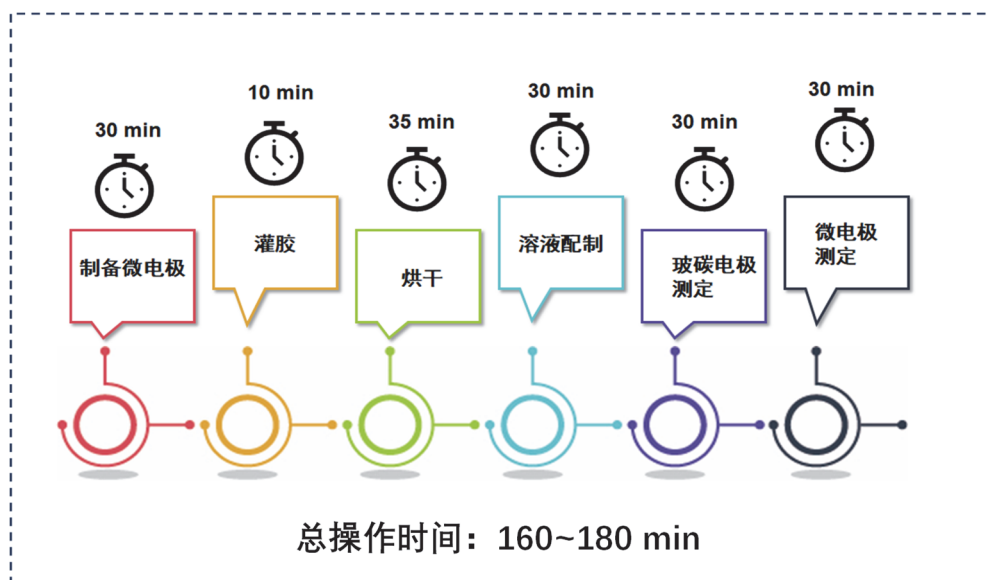 30 min
制备微电极
10 min
灌胶
35 min
烘干
30 min
溶液配制
30 min
玻碳电极
测定
30 min
微电极
测定
总操作时间：160~180 min